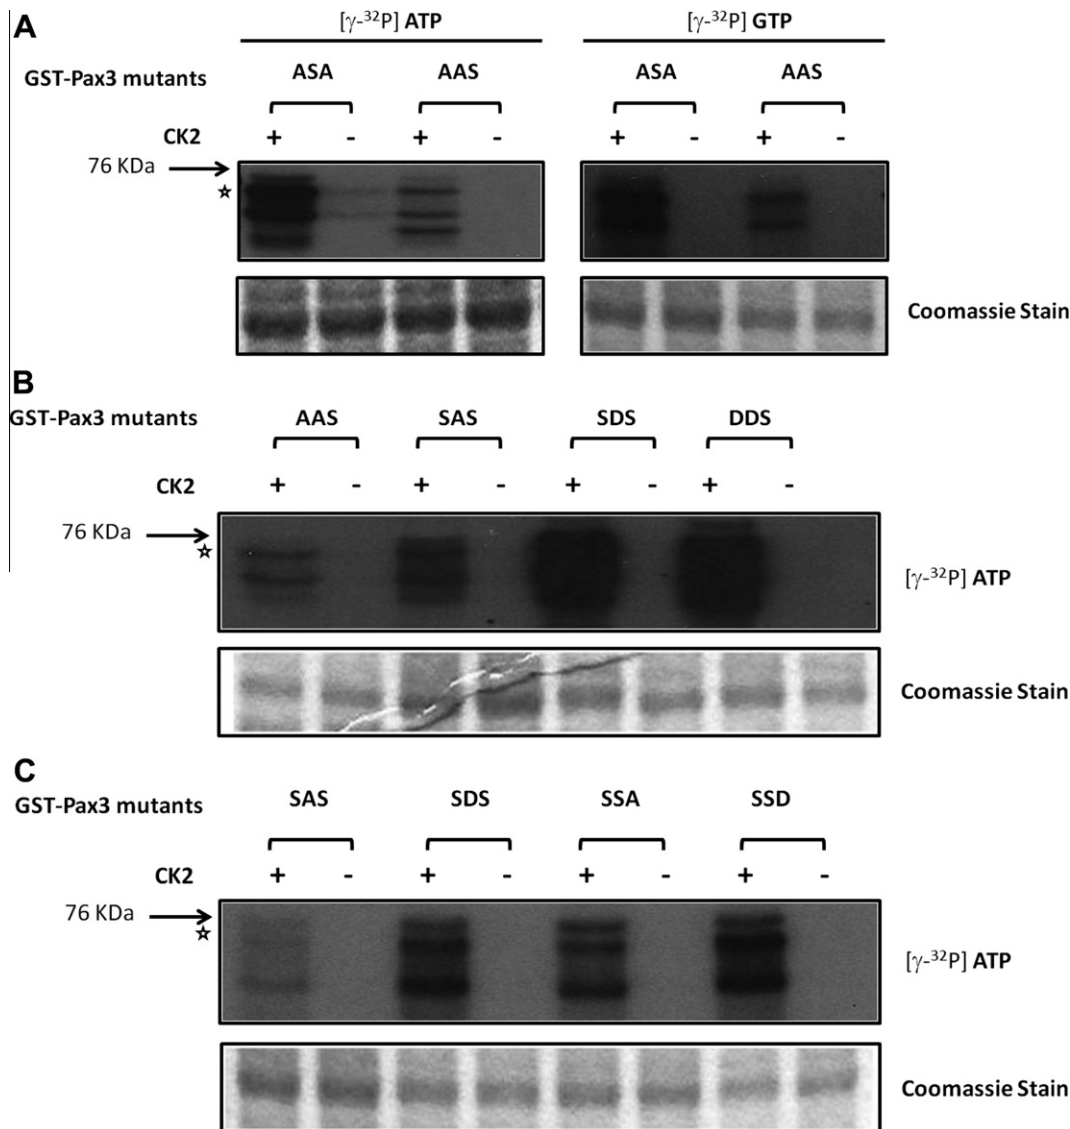 A
[γ-³²P] ATP [γ-³²P] GTP
GST-Pax3 mutants ASA AAS ASA AAS
CK2 + - + - + - + -
76 KDa
Coomassie Stain
B
GST-Pax3 mutants AAS SAS SDS DDS
CK2 + - + - + - + -
76 KDa
[γ-³²P] ATP
Coomassie Stain
C
GST-Pax3 mutants SAS SDS SSA SSD
CK2 + - + - + - + -
76 KDa
[γ-³²P] ATP
Coomassie Stain